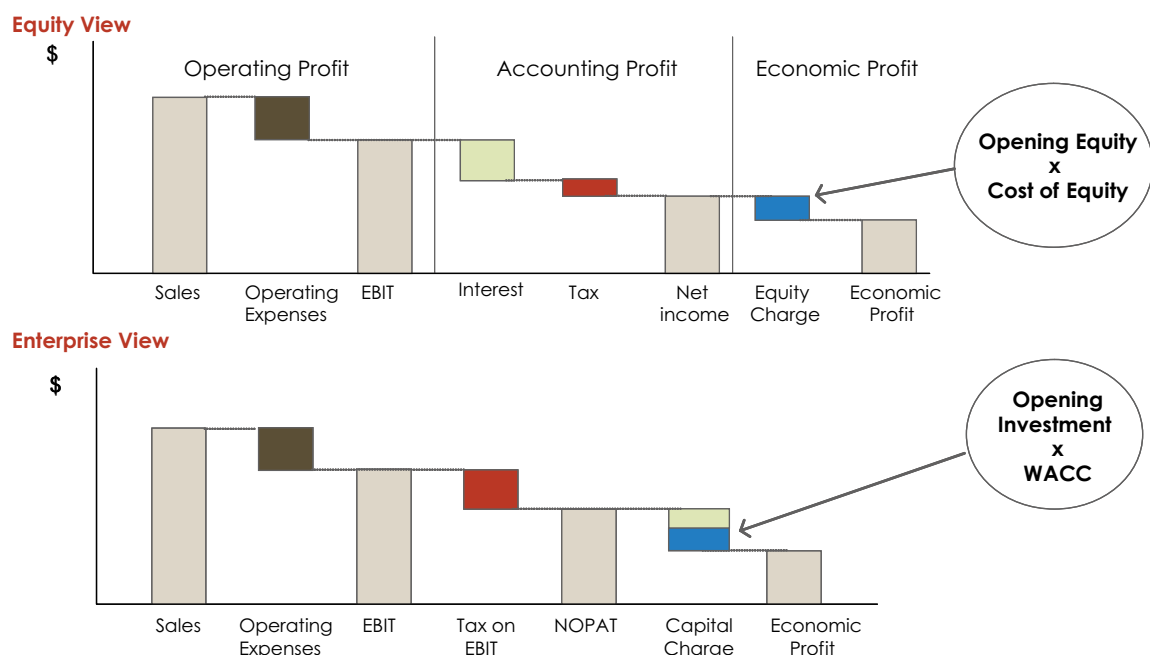 Equity View
$
Operating Profit
Accounting Profit
Economic Profit
Opening Equity
x
Cost of Equity
Sales
Operating
Expenses
EBIT
Interest
Tax
Net
income
Equity
Charge
Economic
Profit
Enterprise View
$
Opening
Investment
x
WACC
Sales
Operating
Expenses
EBIT
Tax on
EBIT
NOPAT
Capital
Charge
Economic
Profit